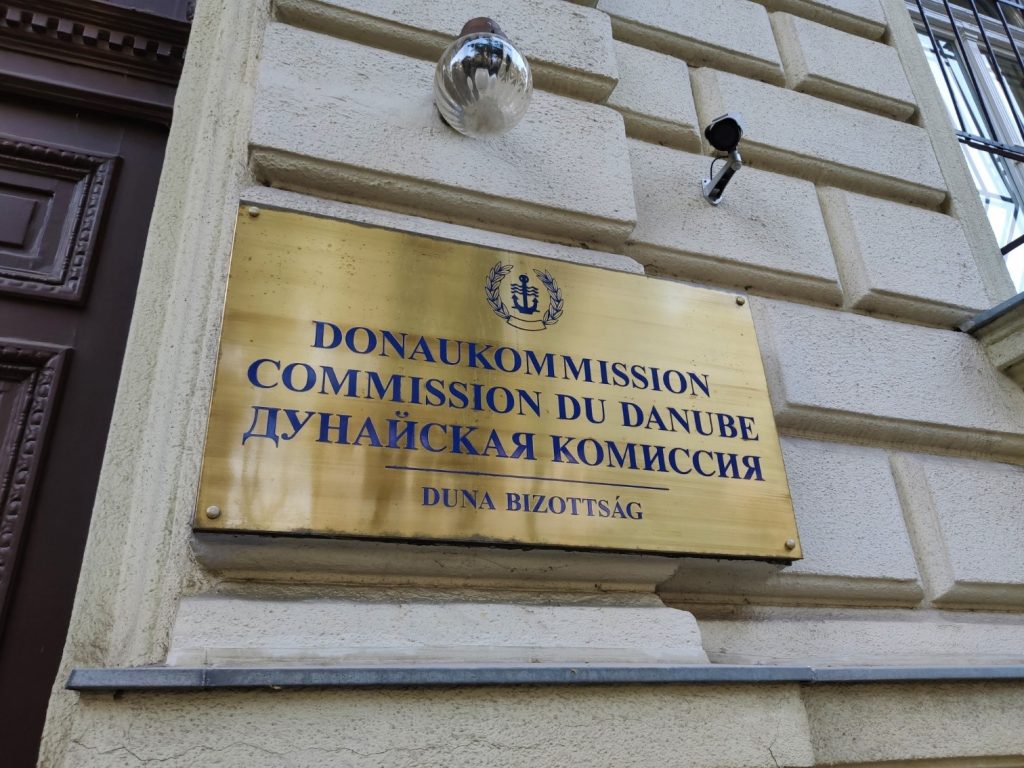 DONAUKOMMISSION
COMMISSION DU DANUBE
ДУНАЙСКАЯ КОМИССИЯ
DUNA BIZOTTSÁG